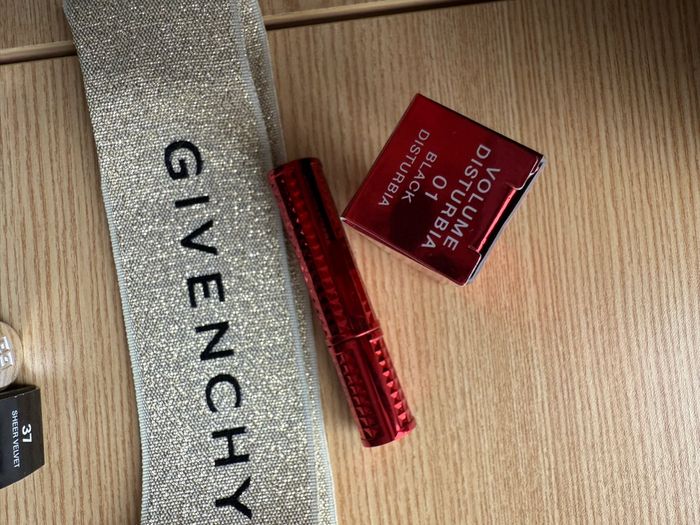 GIVENCHY
VOLUME
DISTURBIA
01
BLACK
DISTURBIA
37
SHEER VELVET